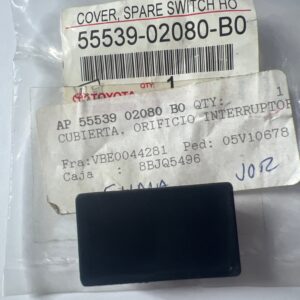 COVER, SPARE SWITCH HO
55539-02080-B0
QTY.
TOYOTA 1
AP 55539 02080 B0 QTY: 1
CUBIERTA, ORIFICIO INTERRUPTOR
Fra:VBE0044281 Ped: 05V10678
Caja : 8BJQ5496